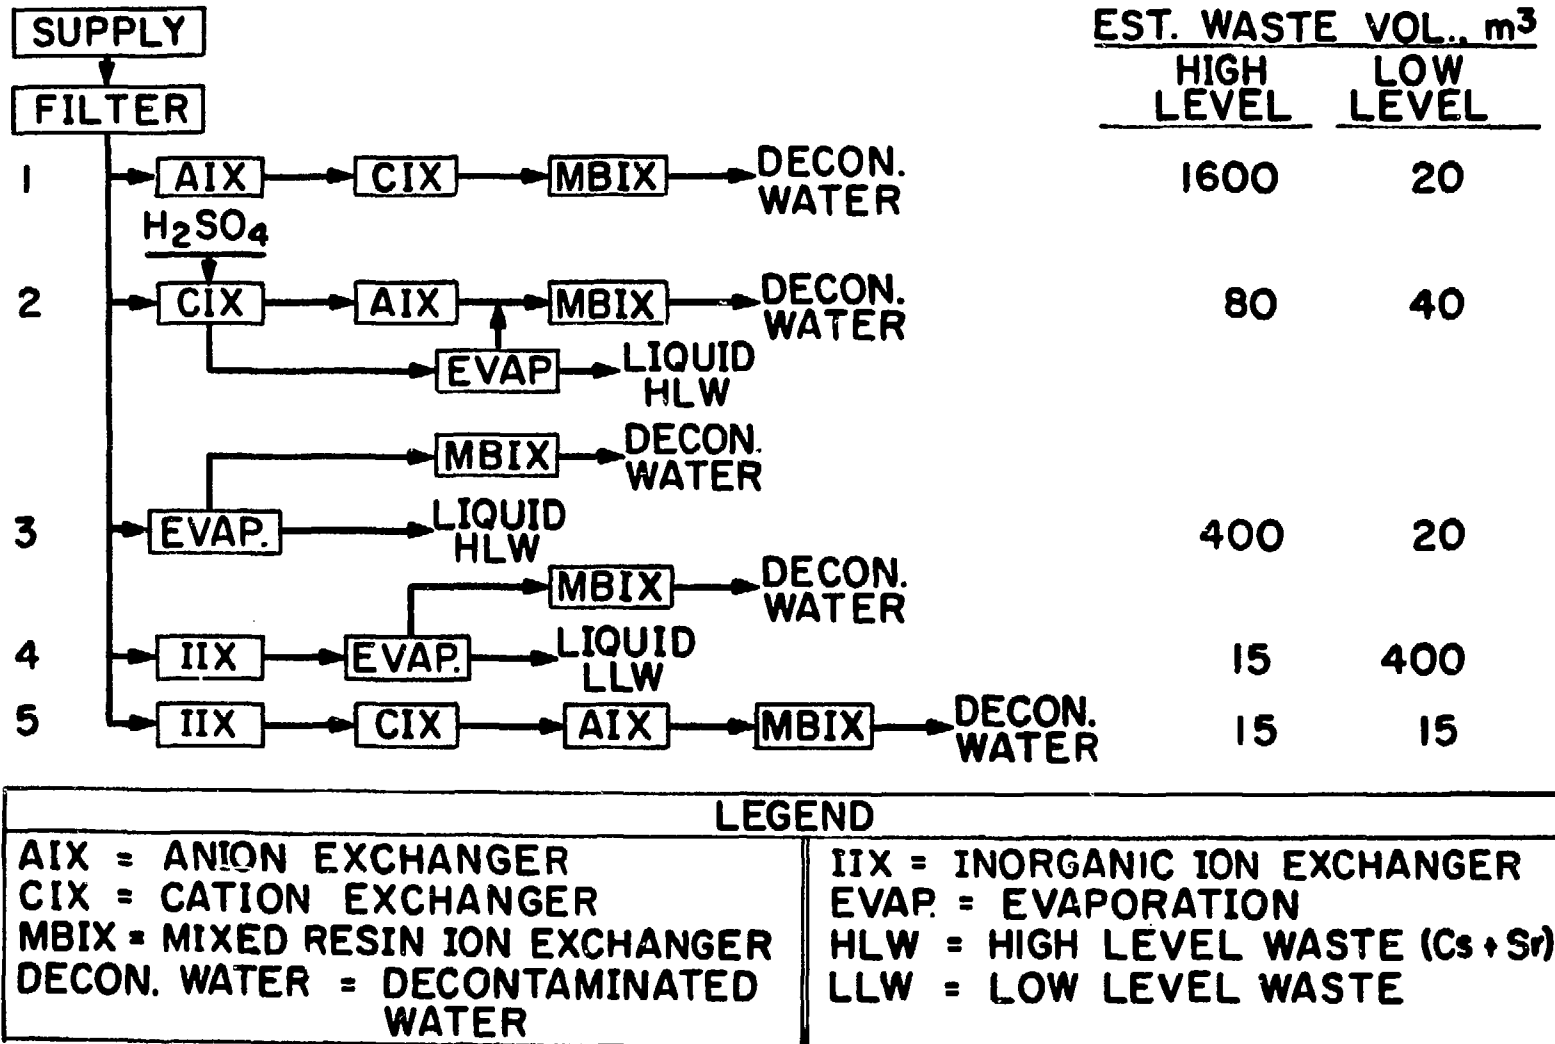 SUPPLY
FILTER
EST. WASTE VOL., m³
HIGH LEVEL
LOW LEVEL
1 AIX CIX MBIX DECON. WATER 1600 20
H₂SO₄
2 CIX AIX MBIX DECON. WATER 80 40
EVAP LIQUID HLW
MBIX DECON. WATER
3 EVAP. LIQUID HLW 400 20
MBIX DECON. WATER
4 IIX EVAP. LIQUID LLW 15 400
5 IIX CIX AIX MBIX DECON. WATER 15 15
LEGEND
AIX = ANION EXCHANGER
CIX = CATION EXCHANGER
MBIX = MIXED RESIN ION EXCHANGER
DECON. WATER = DECONTAMINATED
WATER
IIX = INORGANIC ION EXCHANGER
EVAP. = EVAPORATION
HLW = HIGH LEVEL WASTE (Cs + Sr)
LLW = LOW LEVEL WASTE